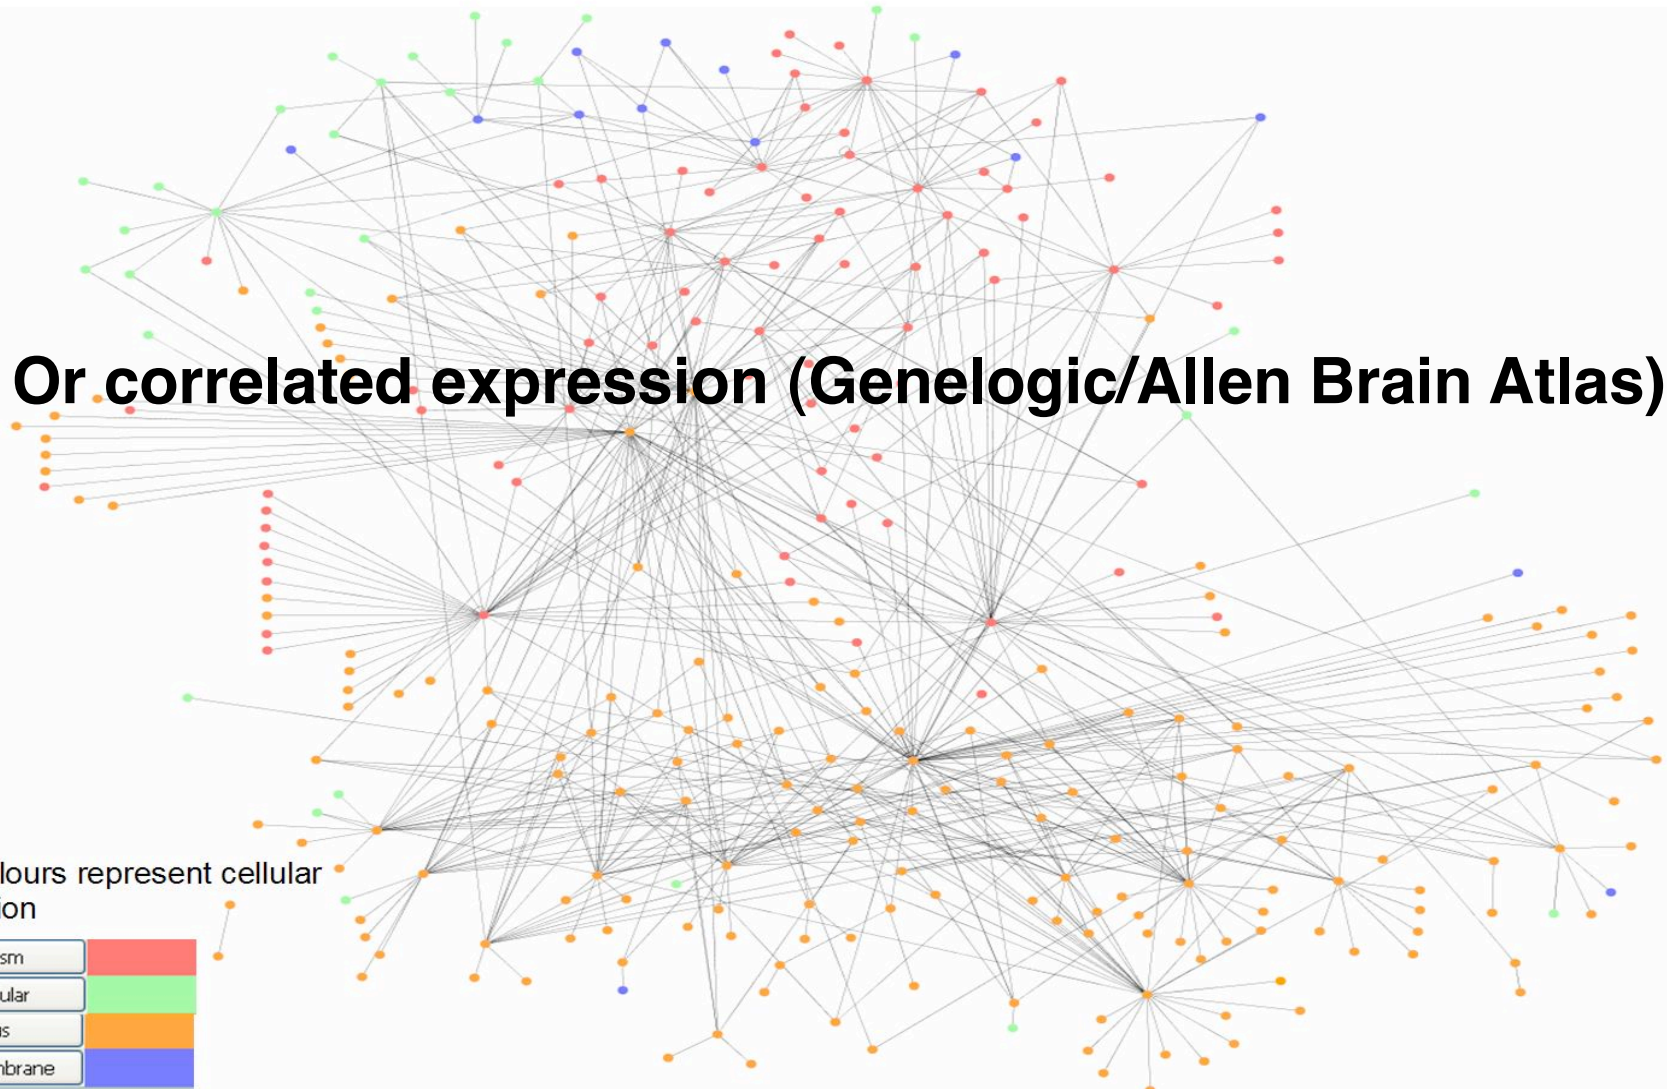 Or correlated expression (Genelogic/Allen Brain Atlas)
lours represent cellular
ion
sm
ular
s
nbrane